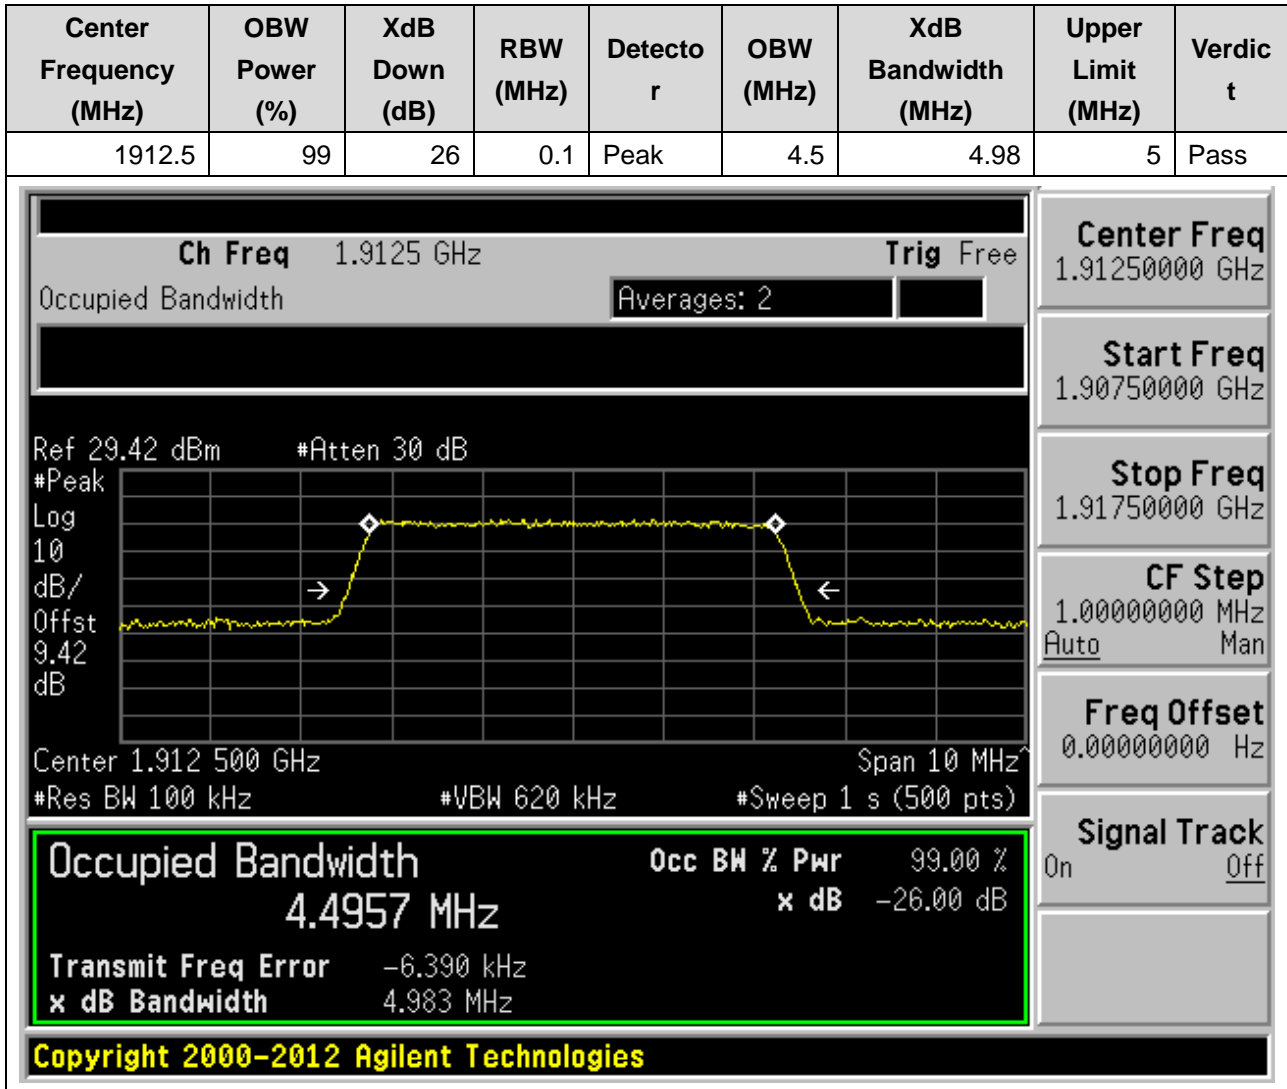 Center Frequency (MHz) OBW Power (%) XdB Down (dB) RBW (MHz) Detecto r OBW (MHz) XdB Bandwidth (MHz) Upper Limit (MHz) Verdic t
1912.5 99 26 0.1 Peak 4.5 4.98 5 Pass
Ch Freq 1.9125 GHz Trig Free
Occupied Bandwidth Averages: 2
Ref 29.42 dBm #Atten 30 dB
#Peak
Log
10
dB/
Offst
9.42
dB
Center 1.912 500 GHz Span 10 MHz^
#Res BW 100 kHz #VBW 620 kHz #Sweep 1 s (500 pts)
Occupied Bandwidth Occ BW % Pwr 99.00 %
4.4957 MHz x dB -26.00 dB
Transmit Freq Error -6.390 kHz
x dB Bandwidth 4.983 MHz
Copyright 2000-2012 Agilent Technologies
Center Freq
1.91250000 GHz
Start Freq
1.90750000 GHz
Stop Freq
1.91750000 GHz
CF Step
1.00000000 MHz
Auto Man
Freq Offset
0.00000000 Hz
Signal Track
On Off